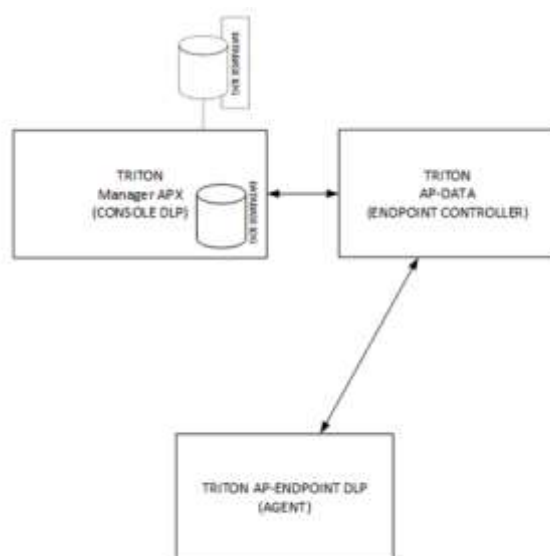 TRITON
Manager APX
(CONSOLE DLP)
TRITON
AP-DATA
(ENDPOINT CONTROLLER)
TRITON AP-ENDPOINT DLP
(AGENT)